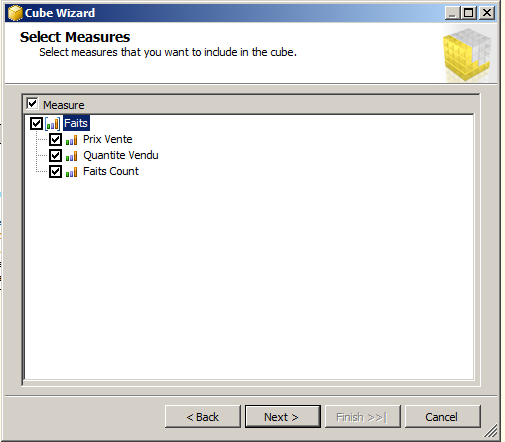 Cube Wizard
Select Measures
Select measures that you want to include in the cube.
Measure
Faits
Prix Vente
Quantite Vendu
Faits Count
< Back Next > Finish >>| Cancel